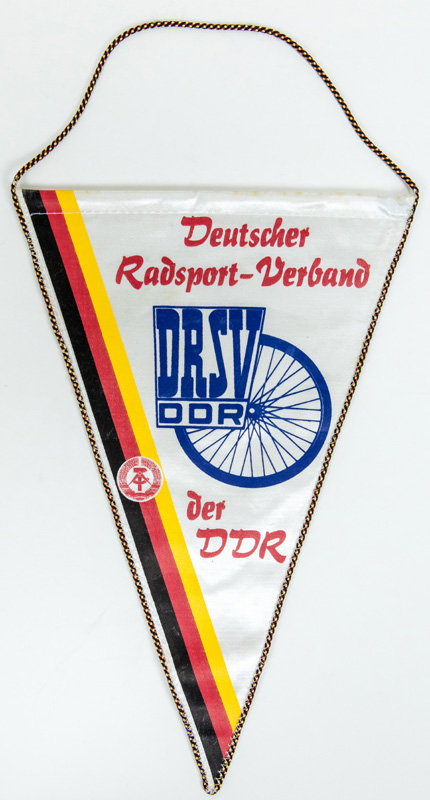 Deutscher
Radsport-Verband
DRSV
DDR
der
DDR